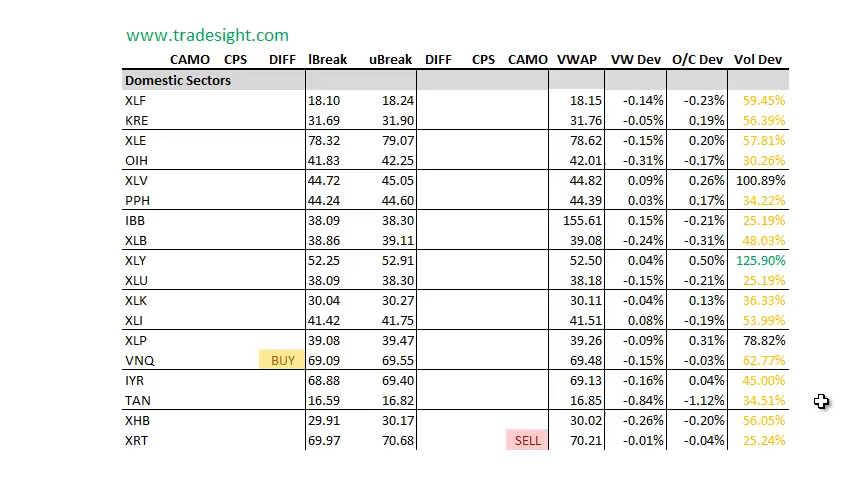 www.tradesight.com
CAMO CPS DIFF lBreak uBreak DIFF CPS CAMO VWAP VW Dev O/C Dev Vol Dev
Domestic Sectors
XLF 18.10 18.24 18.15 -0.14% -0.23% 59.45%
KRE 31.69 31.90 31.76 -0.05% 0.19% 56.39%
XLE 78.32 79.07 78.62 -0.15% 0.20% 57.81%
OIH 41.83 42.25 42.01 -0.31% -0.17% 30.26%
XLV 44.72 45.05 44.82 0.09% 0.26% 100.89%
PPH 44.24 44.60 44.39 0.03% 0.17% 34.22%
IBB 38.09 38.30 155.61 0.15% -0.21% 25.19%
XLB 38.86 39.11 39.08 -0.24% -0.31% 48.03%
XLY 52.25 52.91 52.50 0.04% 0.50% 125.90%
XLU 38.09 38.30 38.18 -0.15% -0.21% 25.19%
XLK 30.04 30.27 30.11 -0.04% 0.13% 36.33%
XLI 41.42 41.75 41.51 0.08% -0.19% 53.99%
XLP 39.08 39.47 39.26 -0.09% 0.31% 78.82%
VNQ BUY 69.09 69.55 69.48 -0.15% -0.03% 62.77%
IYR 68.88 69.40 69.13 -0.16% 0.04% 45.00%
TAN 16.59 16.82 16.85 -0.84% -1.12% 34.51%
XHB 29.91 30.17 30.02 -0.26% -0.20% 56.05%
XRT 69.97 70.68 SELL 70.21 -0.01% -0.04% 25.24%